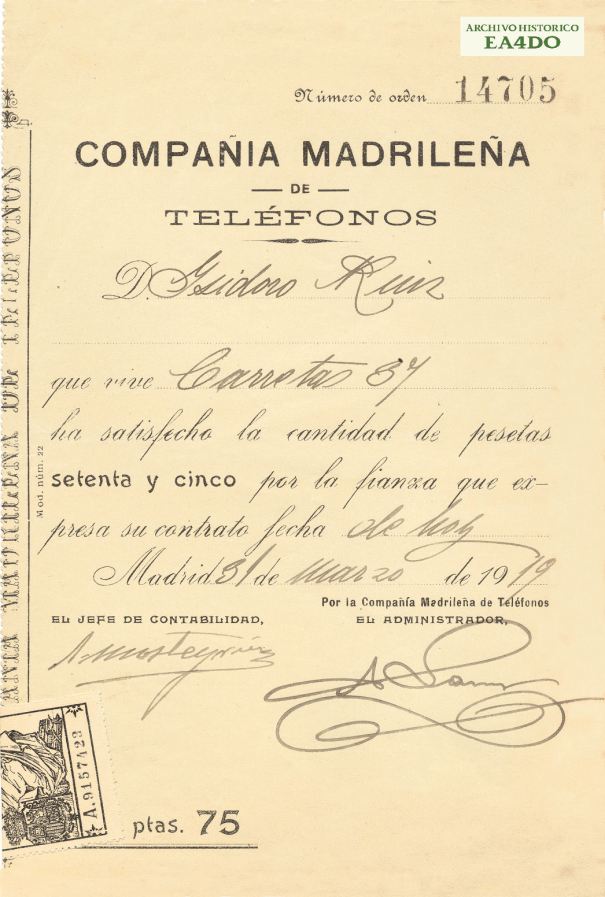 ARCHIVO HISTORICO
EA4DO
Número de orden 14705
COMPAÑIA MADRILEÑA
DE
TELÉFONOS
D. Isidoro Ruiz
que vive Carretas 37
ha satisfecho la cantidad de pesetas
setenta y cinco por la fianza que ex-
presa su contrato fecha de hoy
Madrid 31 de marzo de 1919
Por la Compañía Madrileña de Teléfonos
EL JEFE DE CONTABILIDAD,
EL ADMINISTRADOR,
Mod. núm. 22
A.9157423
ptas. 75